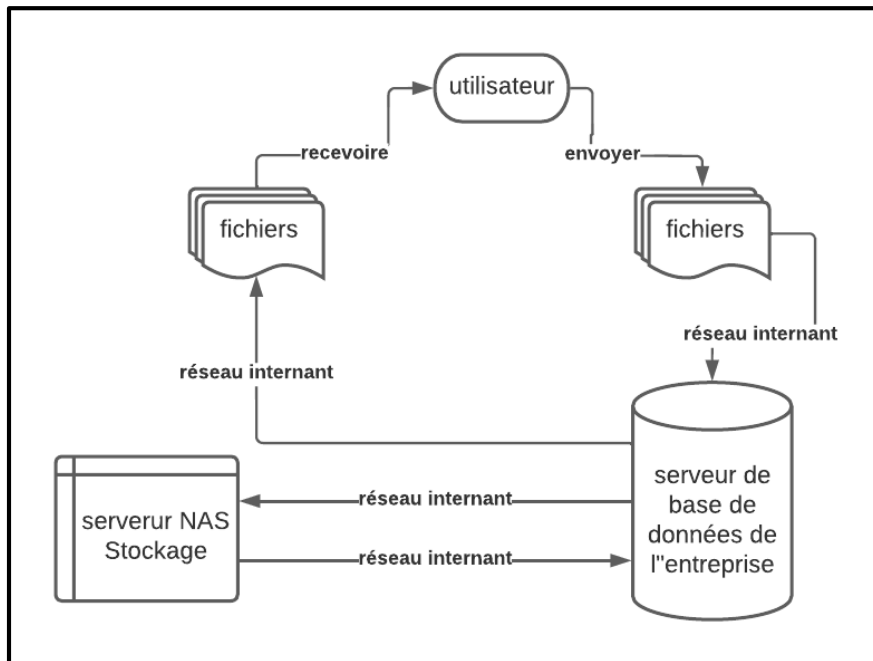 utilisateur
recevoire
envoyer
fichiers
fichiers
réseau internant
réseau internant
serverur NAS
Stockage
réseau internant
réseau internant
serveur de
base de
données de
l"entreprise